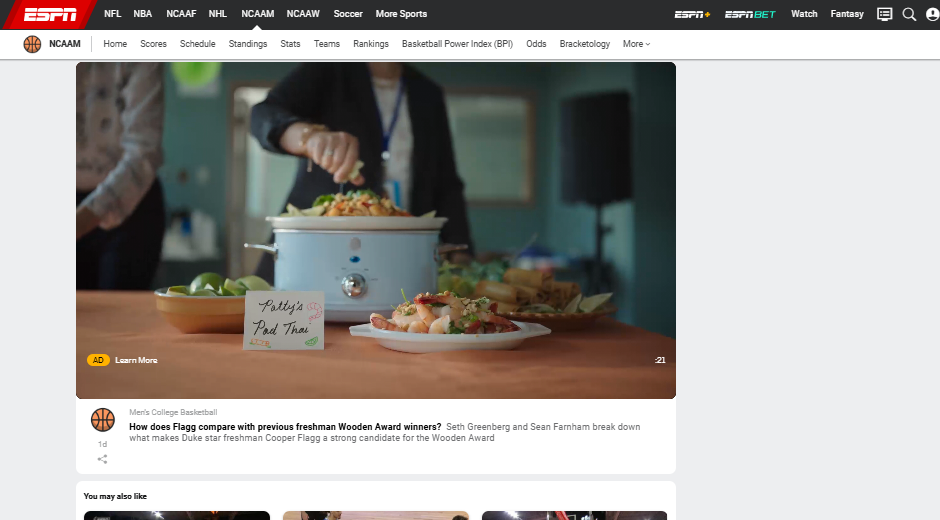 ESPN NFL NBA NCAAF NHL NCAAM NCAAW Soccer More Sports ESPN+ ESPN BET Watch Fantasy
NCAAM Home Scores Schedule Standings Stats Teams Rankings Basketball Power Index (BPI) Odds Bracketology More
Patty's
Pad Thai
AD Learn More :21
Men's College Basketball
How does Flagg compare with previous freshman Wooden Award winners? Seth Greenberg and Sean Farnham break down
what makes Duke star freshman Cooper Flagg a strong candidate for the Wooden Award
1d
You may also like